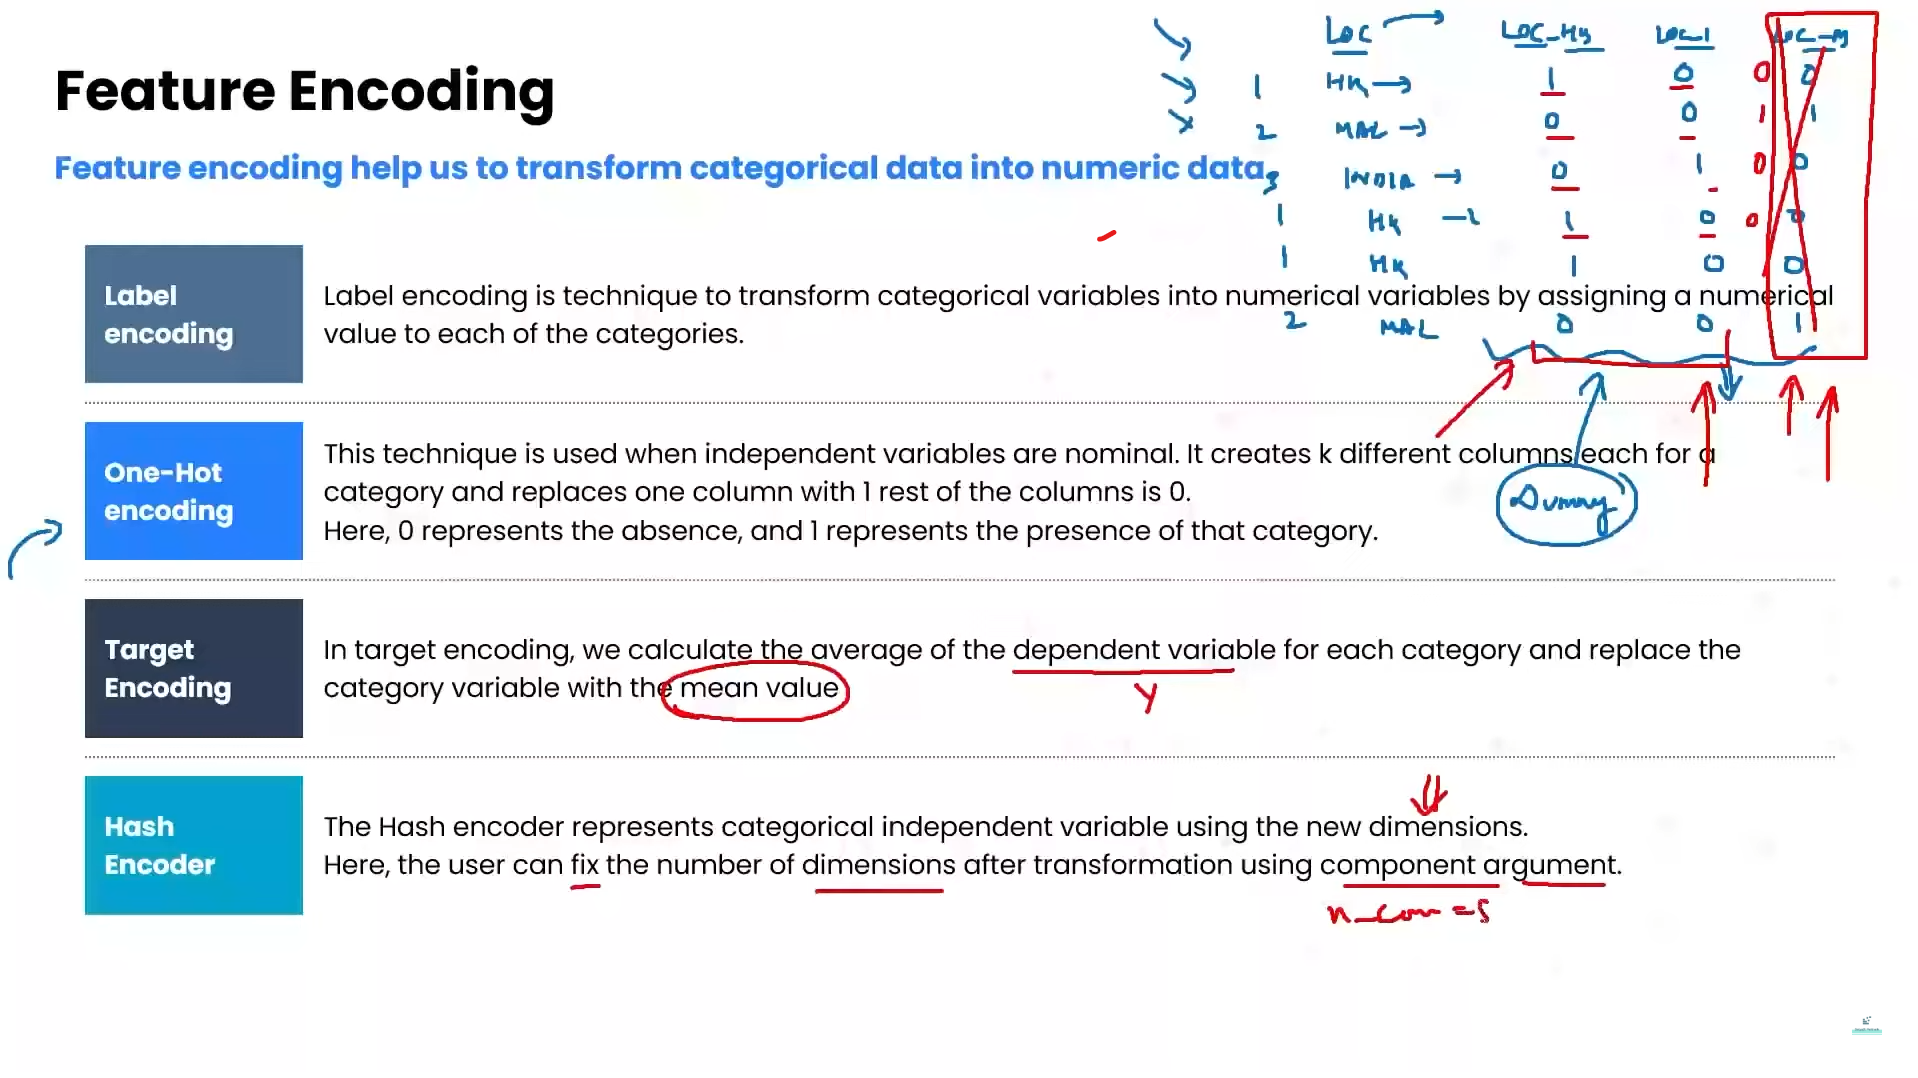 LOC LOC_HK LOC_I LOC_M
Feature Encoding
1 HK 1 0 0 0
2 MAL 0 0 1 1
Feature encoding help us to transform categorical data into numeric data
3 INDIA 0 1 0 0
1 HK 1 0 0 0
1 HK 1 0 0
Label encoding
Label encoding is technique to transform categorical variables into numerical variables by assigning a numerical
value to each of the categories.
2 MAL 0 0 1
One-Hot
encoding
This technique is used when independent variables are nominal. It creates k different columns each for a
category and replaces one column with 1 rest of the columns is 0.
Here, 0 represents the absence, and 1 represents the presence of that category.
Dummy
Target
Encoding
In target encoding, we calculate the average of the dependent variable for each category and replace the
category variable with the mean value
Y
Hash
Encoder
The Hash encoder represents categorical independent variable using the new dimensions.
Here, the user can fix the number of dimensions after transformation using component argument.
n_com = 5